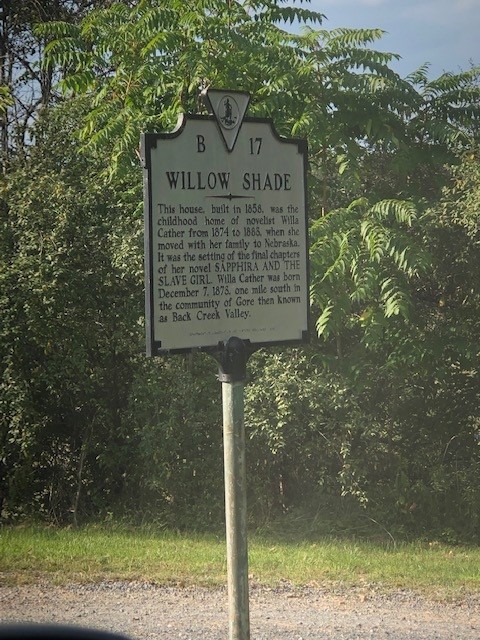 B 17
WILLOW SHADE
This house, built in 1858, was the
childhood home of novelist Willa
Cather from 1874 to 1883, when she
moved with her family to Nebraska.
It was the setting of the final chapters
of her novel SAPPHIRA AND THE
SLAVE GIRL. Willa Cather was born
December 7, 1873, one mile south in
the community of Gore then known
as Back Creek Valley.